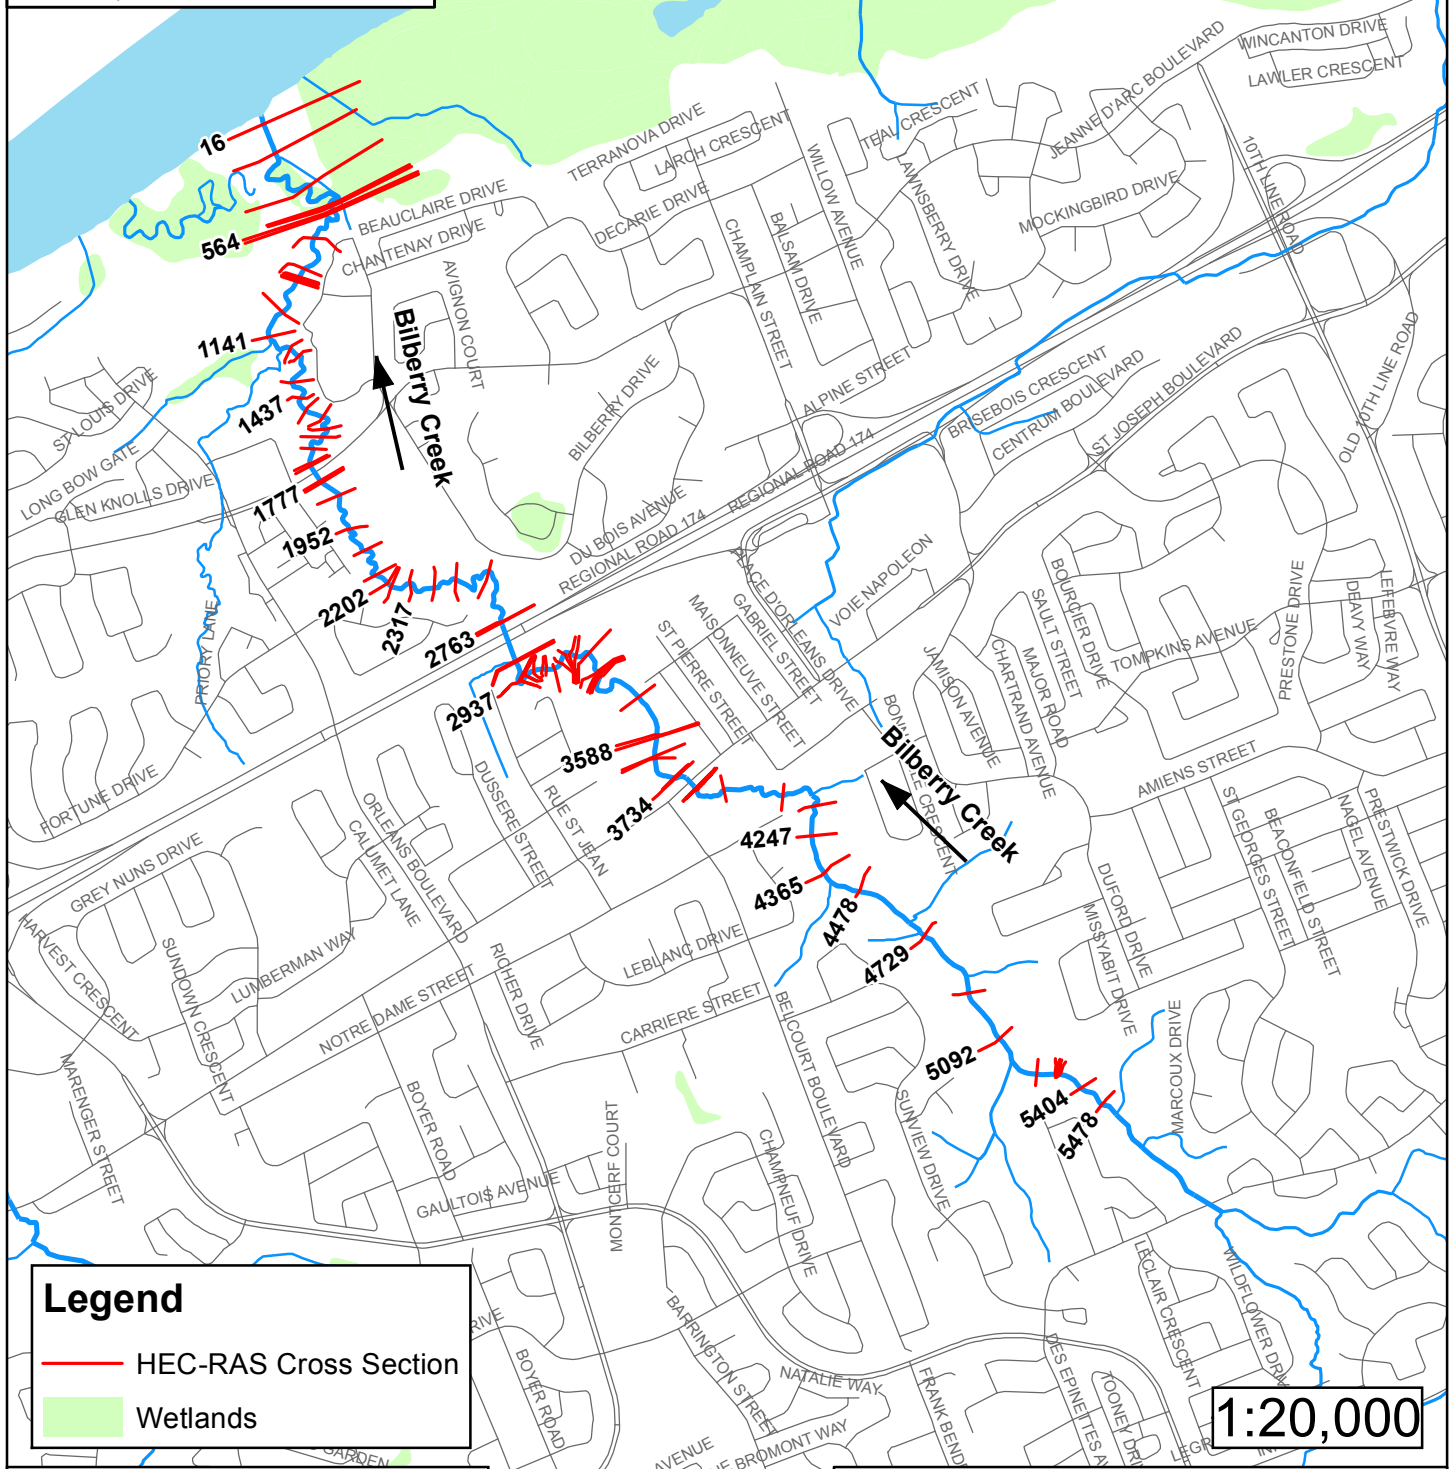 WINCANTON DRIVE
LAWLER CRESCENT
JEANNE D'ARC BOULEVARD
TEAL CRESCENT
TERRANOVA DRIVE
LARCH CRESCENT
WILLOW AVENUE
LAWNSBERRY DRIVE
10TH LINE ROAD
16
MOCKINGBIRD DRIVE
BEAUCLAIRE DRIVE
DECARIE DRIVE
564
CHANTENAY DRIVE
CHAMPLAIN STREET
BALSAM DRIVE
AVIGNON COURT
1141
Bilberry Creek
ST LOUIS DRIVE
1437
BILBERRY DRIVE
ALPINE STREET
BRISEBOIS CRESCENT
CENTRUM BOULEVARD
ST JOSEPH BOULEVARD
OLD 10TH LINE ROAD
LONG BOW GATE
GLEN KNOLLS DRIVE
1777
REGIONAL ROAD 174
DU BOIS AVENUE
REGIONAL ROAD 174
1952
PLACE D'ORLEANS DRIVE
VOIE NAPOLEON
2202
2317
PRIORY LANE
2763
MAISONNEUVE STREET
GABRIEL STREET
ST PIERRE STREET
BOURCIER DRIVE
SAULT STREET
PRESTONE DRIVE
DEAVY WAY
LEFEBVRE WAY
TOMPKINS AVENUE
JAMISON AVENUE
CHARTRAND AVENUE
MAJOR ROAD
2937
3588
Bilberry Creek
AMIENS STREET
FORTUNE DRIVE
DUSSERE STREET
RUE ST JEAN
3734
4247
ORLEANS BOULEVARD
CALUMET LANE
GREY NUNS DRIVE
4365
4478
4729
ST GEORGES STREET
BEACONFIELD STREET
NAGEL AVENUE
PRESTWICK DRIVE
DUFORD DRIVE
MISSYABIT DRIVE
HARVEST CRESCENT
SUNDOWN CRESCENT
LUMBERMAN WAY
NOTRE DAME STREET
RICHER DRIVE
LEBLANC DRIVE
CARRIERE STREET
BELCOURT BOULEVARD
MARCOUX DRIVE
5092
5404
5478
MARENGER STREET
BOYER ROAD
GAULTOIS AVENUE
MONTCERF COURT
CHAMPNEUF DRIVE
SUNVIEW DRIVE
LECLAIR CRESCENT
WILDFLOWER DRIVE
BARRINGTON STREET
NATALIE WAY
BOYER ROAD
DES EPINETTES AV
TOONEY DRI
FRANK BEND
BROMONT WAY
AVENUE
GARDEN
Legend
HEC-RAS Cross Section
Wetlands
1:20,000